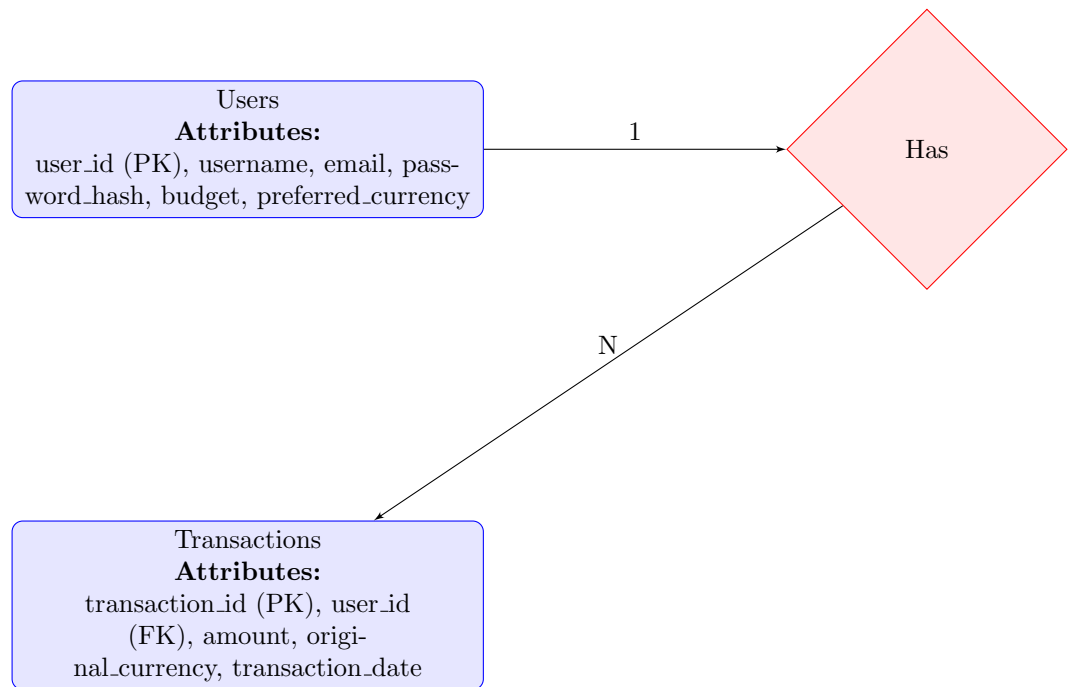 Users
Attributes:
user_id (PK), username, email, pass-
word_hash, budget, preferred_currency
1
Has
N
Transactions
Attributes:
transaction_id (PK), user_id
(FK), amount, origi-
nal_currency, transaction_date